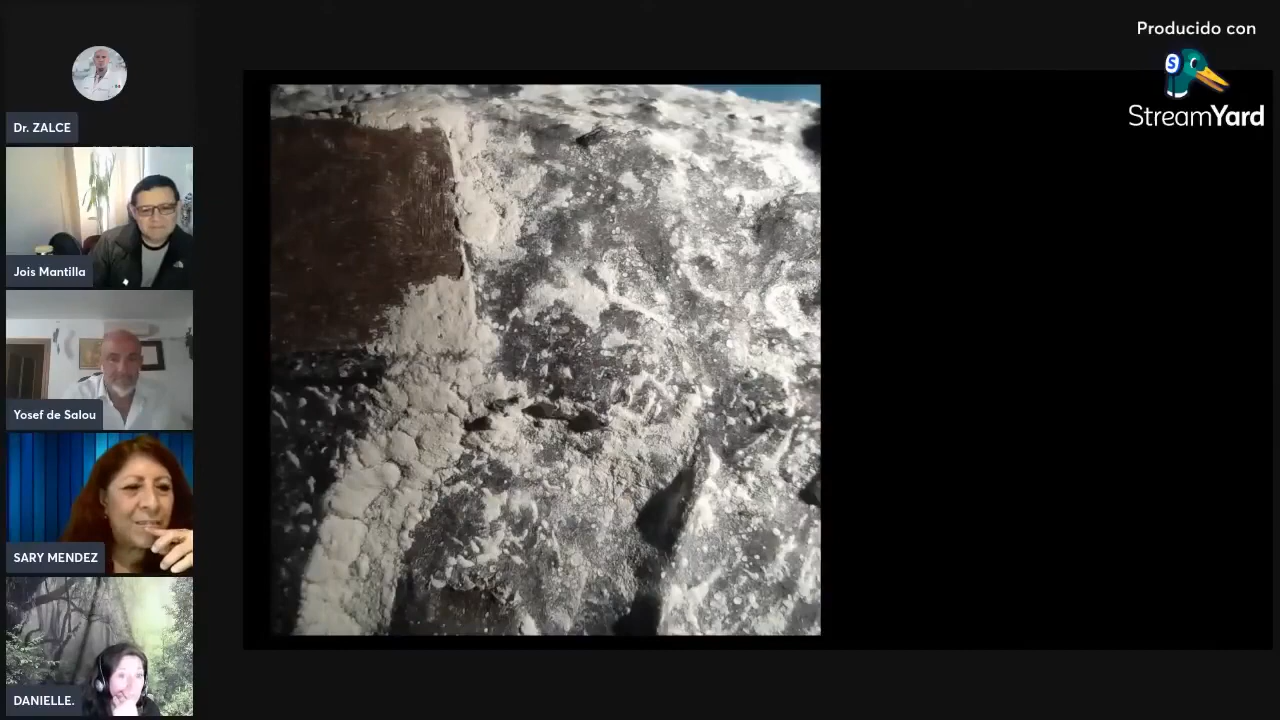 Producido con
StreamYard
Dr. ZALCE
Jois Mantilla
Yosef de Salou
SARY MENDEZ
DANIELLE.